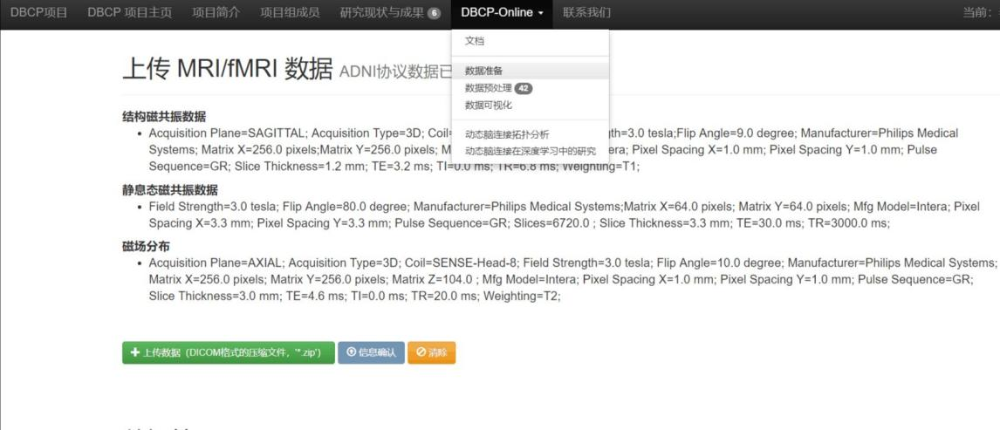 DBCP项目 DBCP 项目主页 项目简介 项目组成员 研究现状与成果 6 DBCP-Online 联系我们 当前:
文档
数据准备
数据预处理 42
数据可视化
动态脑连接拓扑分析
动态脑连接在深度学习中的研究
上传 MRI/fMRI 数据 ADNI协议数据已
结构磁共振数据
Acquisition Plane=SAGITTAL; Acquisition Type=3D; Coil= gth=3.0 tesla;Flip Angle=9.0 degree; Manufacturer=Philips Medical
Systems; Matrix X=256.0 pixels;Matrix Y=256.0 pixels; M era; Pixel Spacing X=1.0 mm; Pixel Spacing Y=1.0 mm; Pulse
Sequence=GR; Slice Thickness=1.2 mm; TE=3.2 ms; TI=0.0 ms; TR=6.8 ms; Weighting=T1;
静息态磁共振数据
Field Strength=3.0 tesla; Flip Angle=80.0 degree; Manufacturer=Philips Medical Systems;Matrix X=64.0 pixels; Matrix Y=64.0 pixels; Mfg Model=Intera; Pixel
Spacing X=3.3 mm; Pixel Spacing Y=3.3 mm; Pulse Sequence=GR; Slices=6720.0 ; Slice Thickness=3.3 mm; TE=30.0 ms; TR=3000.0 ms;
磁场分布
Acquisition Plane=AXIAL; Acquisition Type=3D; Coil=SENSE-Head-8; Field Strength=3.0 tesla; Flip Angle=10.0 degree; Manufacturer=Philips Medical Systems;
Matrix X=256.0 pixels; Matrix Y=256.0 pixels; Matrix Z=104.0 ; Mfg Model=Intera; Pixel Spacing X=1.0 mm; Pixel Spacing Y=1.0 mm; Pulse Sequence=GR;
Slice Thickness=3.0 mm; TE=4.6 ms; TI=0.0 ms; TR=20.0 ms; Weighting=T2;
上传数据（DICOM格式的压缩文件，'*.zip'） 信息确认 清除